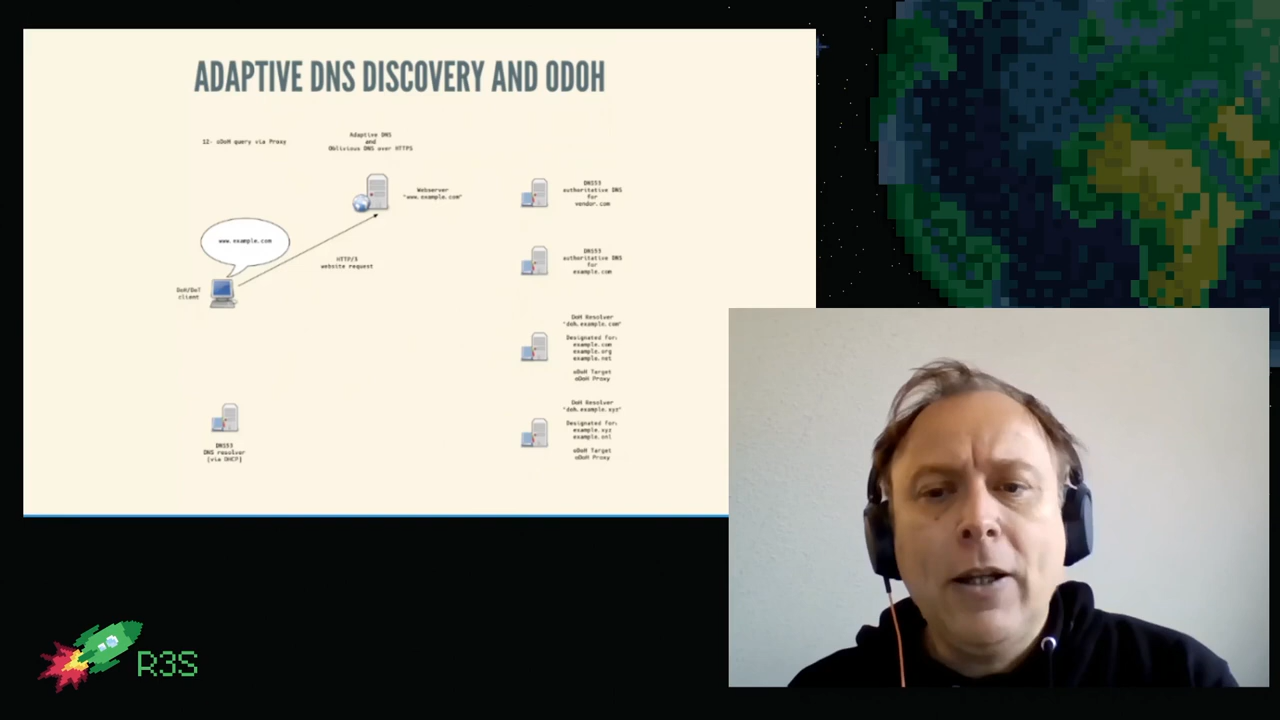 ADAPTIVE DNS DISCOVERY AND ODOH
12- oDoH query via Proxy
Adaptive DNS
and
Oblivious DNS over HTTPS
Webserver
"www.example.com"
www.example.com
HTTP/3
website request
DoH/DoT
client
DNS53
DNS resolver
(via DHCP)
DNS53
authoritative DNS
for
vendor.com
DNS53
authoritative DNS
for
example.com
DoH Resolver
"doh.example.com"
Designated for:
example.com
example.org
example.net
oDoH Target
oDoH Proxy
DoH Resolver
"doh.example.xyz"
Designated for:
example.xyz
example.onl
oDoH Target
oDoH Proxy
R3S